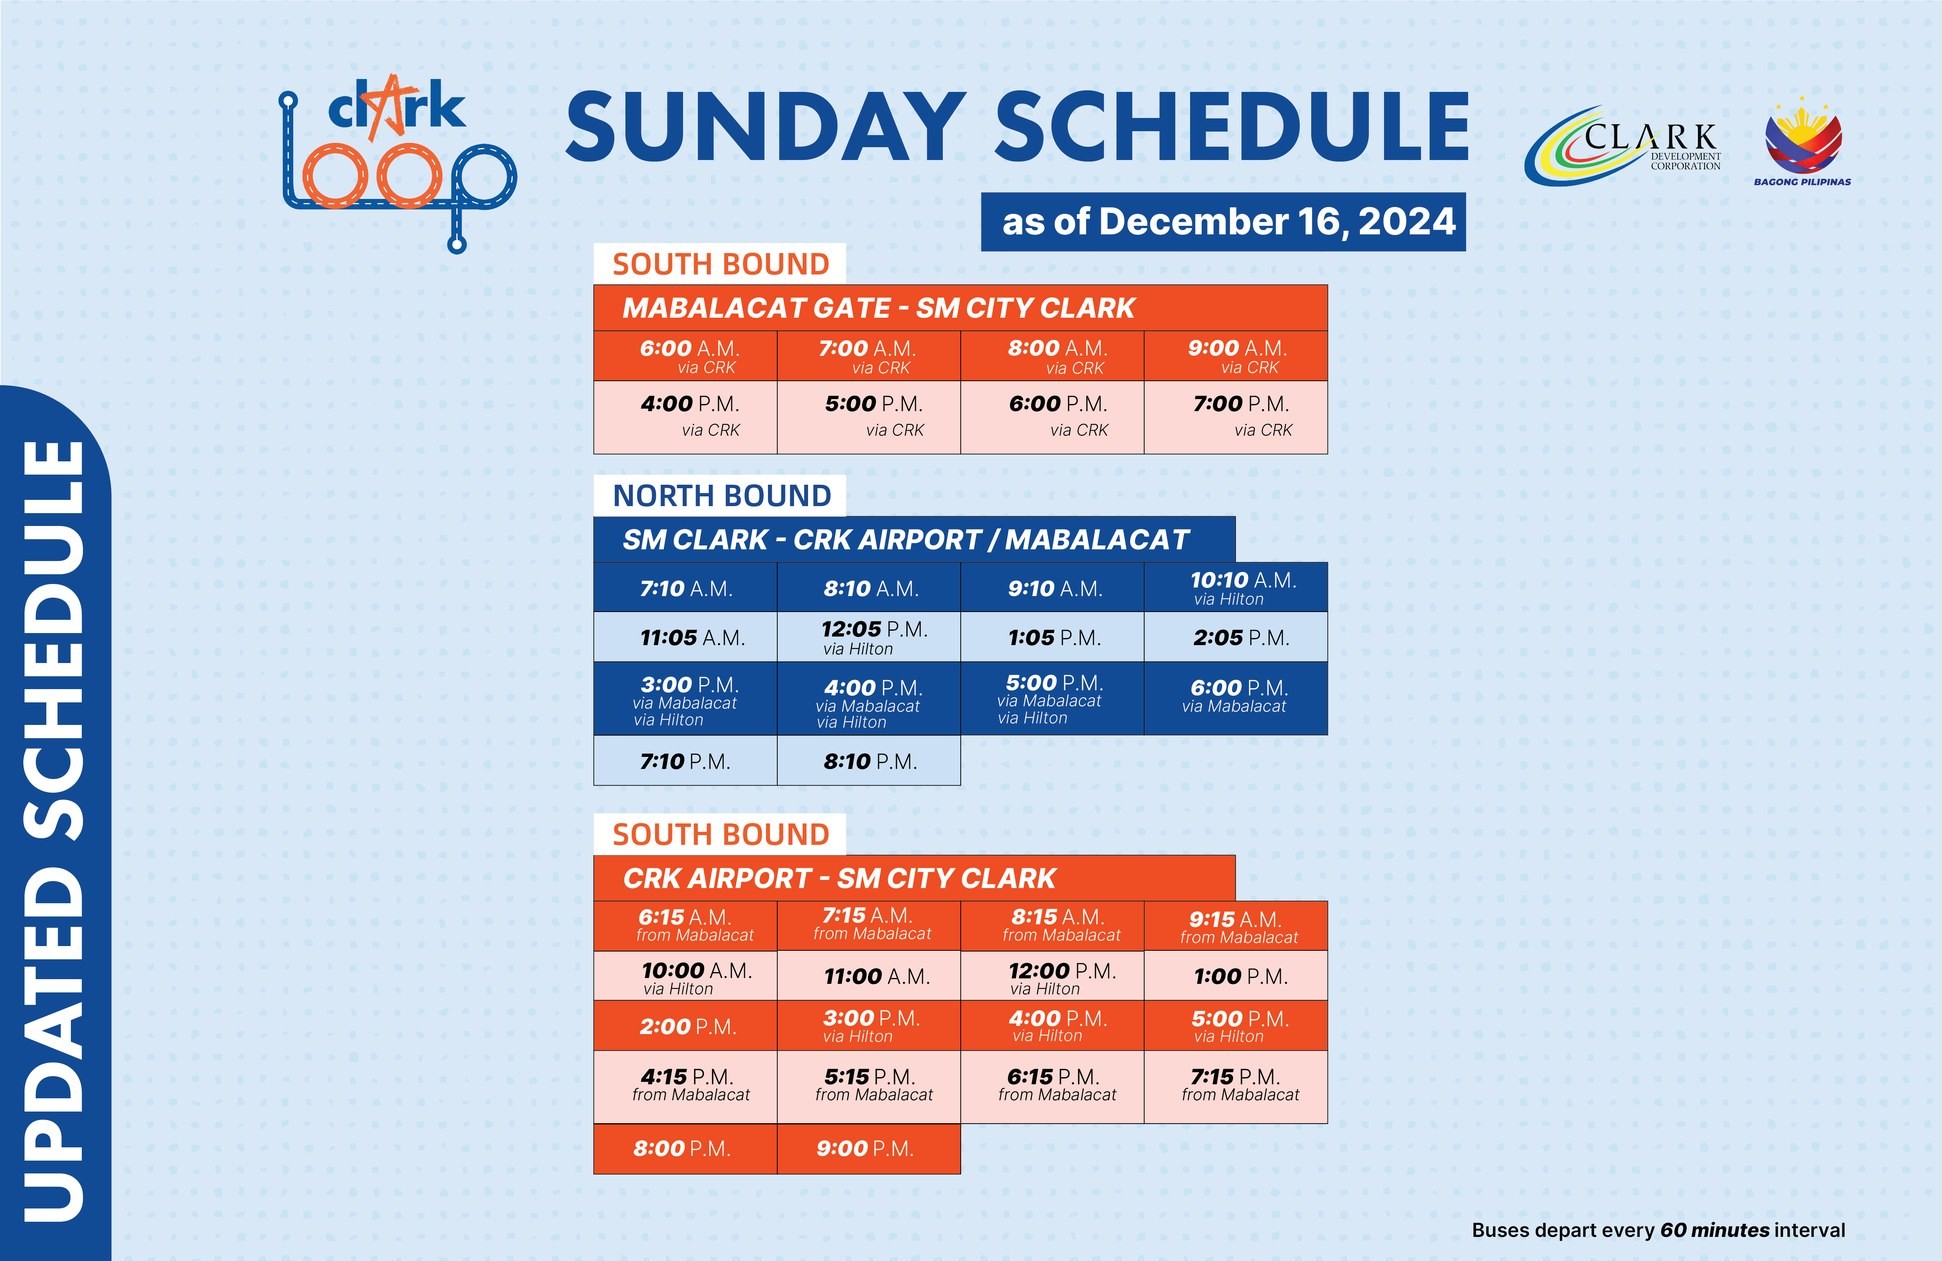 clArk
loop
SUNDAY SCHEDULE
CLARK
DEVELOPMENT
CORPORATION
BAGONG PILIPINAS
as of December 16, 2024
UPDATED SCHEDULE
SOUTH BOUND
MABALACAT GATE - SM CITY CLARK
6:00 A.M. 7:00 A.M. 8:00 A.M. 9:00 A.M.
via CRK via CRK via CRK via CRK
4:00 P.M. 5:00 P.M. 6:00 P.M. 7:00 P.M.
via CRK via CRK via CRK via CRK
NORTH BOUND
SM CLARK - CRK AIRPORT / MABALACAT
7:10 A.M. 8:10 A.M. 9:10 A.M. 10:10 A.M.
via Hilton
11:05 A.M. 12:05 P.M. 1:05 P.M. 2:05 P.M.
via Hilton
3:00 P.M. 4:00 P.M. 5:00 P.M. 6:00 P.M.
via Mabalacat via Mabalacat via Mabalacat via Mabalacat
via Hilton via Hilton via Hilton
7:10 P.M. 8:10 P.M.
SOUTH BOUND
CRK AIRPORT - SM CITY CLARK
6:15 A.M. 7:15 A.M. 8:15 A.M. 9:15 A.M.
from Mabalacat from Mabalacat from Mabalacat from Mabalacat
10:00 A.M. 11:00 A.M. 12:00 P.M. 1:00 P.M.
via Hilton via Hilton
2:00 P.M. 3:00 P.M. 4:00 P.M. 5:00 P.M.
via Hilton via Hilton via Hilton
4:15 P.M. 5:15 P.M. 6:15 P.M. 7:15 P.M.
from Mabalacat from Mabalacat from Mabalacat from Mabalacat
8:00 P.M. 9:00 P.M.
Buses depart every 60 minutes interval